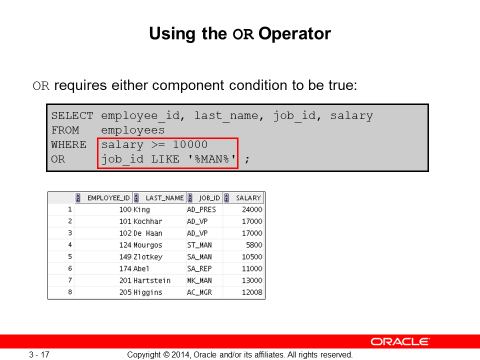 Using the OR Operator
OR requires either component condition to be true:
SELECT employee_id, last_name, job_id, salary
FROM employees
WHERE salary >= 10000
OR job_id LIKE '%MAN%' ;
EMPLOYEE_ID LAST_NAME JOB_ID SALARY
1 100 King AD_PRES 24000
2 101 Kochhar AD_VP 17000
3 102 De Haan AD_VP 17000
4 124 Mourgos ST_MAN 5800
5 149 Zlotkey SA_MAN 10500
6 174 Abel SA_REP 11000
7 201 Hartstein MK_MAN 13000
8 205 Higgins AC_MGR 12008
ORACLE
3 - 17 Copyright © 2014, Oracle and/or its affiliates. All rights reserved.